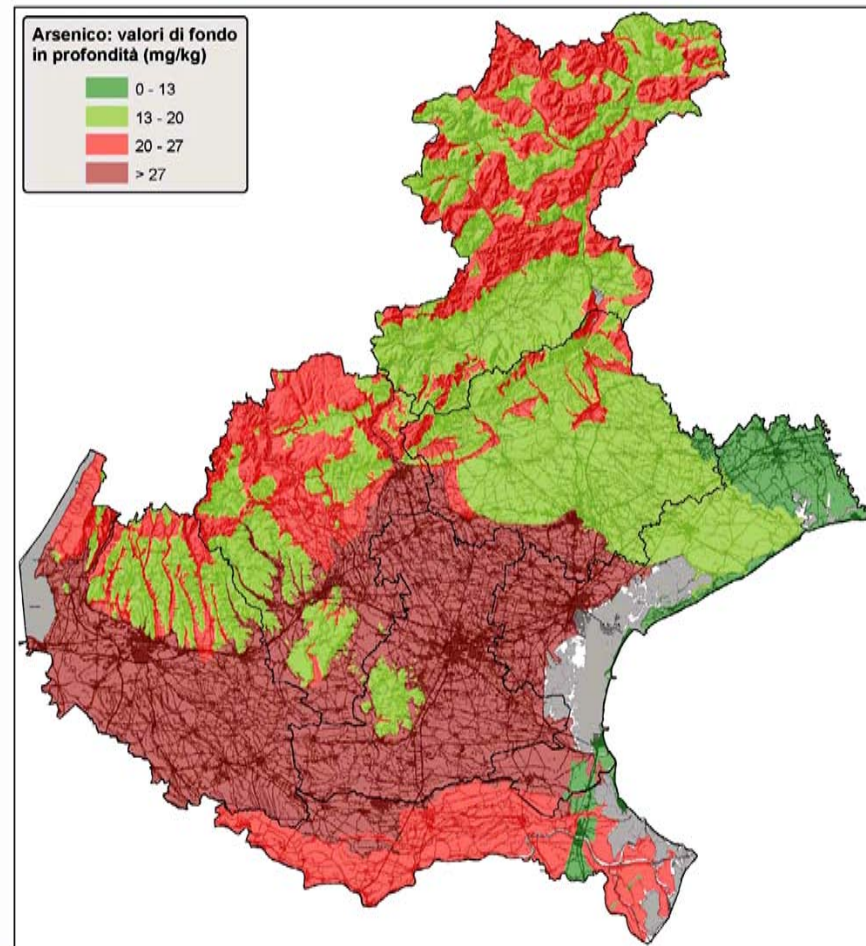 Arsenico: valori di fondo
in profondità (mg/kg)
0 - 13
13 - 20
20 - 27
> 27